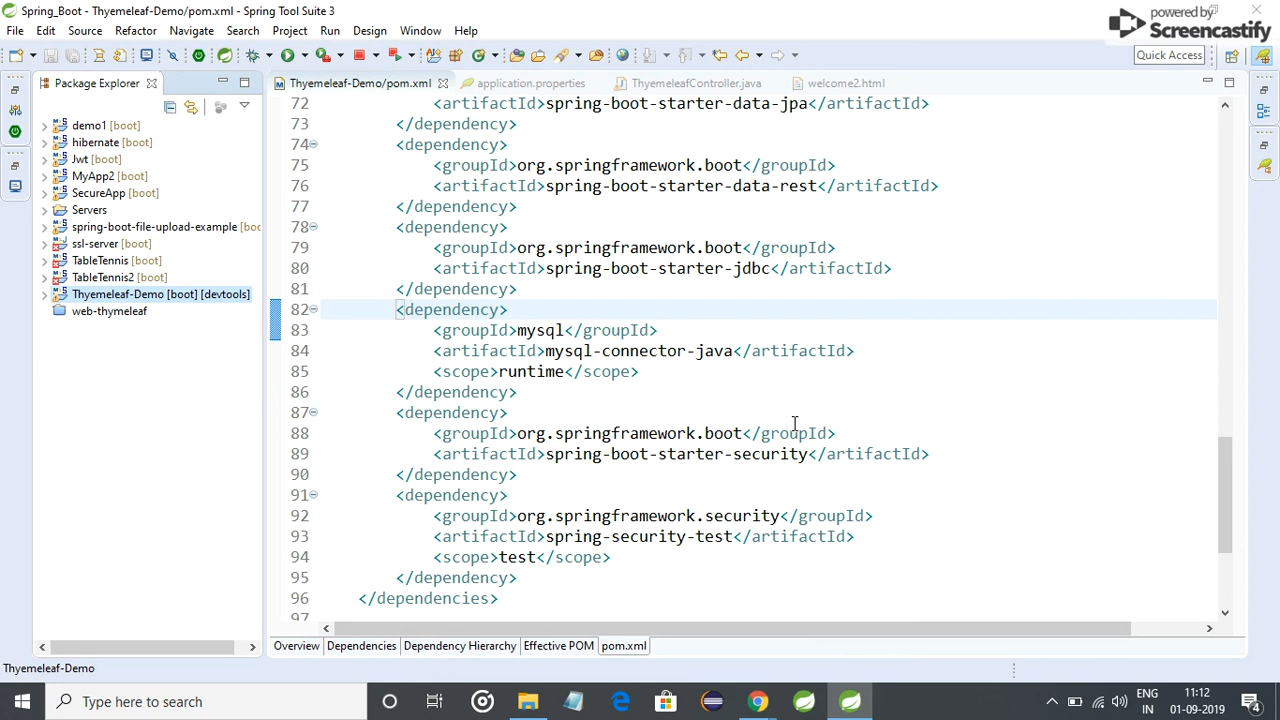 Spring_Boot - Thyemeleaf-Demo/pom.xml - Spring Tool Suite 3
powered by
Screencastify
File Edit Source Refactor Navigate Search Project Run Design Window Help
Quick Access
Package Explorer
Thyemeleaf-Demo/pom.xml application.properties ThyemeleafController.java welcome2.html
demo1 [boot]
hibernate [boot]
Jwt [boot]
MyApp2 [boot]
SecureApp [boot]
Servers
spring-boot-file-upload-example [boo
ssl-server [boot]
TableTennis [boot]
TableTennis2 [boot]
Thyemeleaf-Demo [boot] [devtools]
web-thymeleaf
72 <artifactId>spring-boot-starter-data-jpa</artifactId>
73 </dependency>
74 <dependency>
75 <groupId>org.springframework.boot</groupId>
76 <artifactId>spring-boot-starter-data-rest</artifactId>
77 </dependency>
78 <dependency>
79 <groupId>org.springframework.boot</groupId>
80 <artifactId>spring-boot-starter-jdbc</artifactId>
81 </dependency>
82 <dependency>
83 <groupId>mysql</groupId>
84 <artifactId>mysql-connector-java</artifactId>
85 <scope>runtime</scope>
86 </dependency>
87 <dependency>
88 <groupId>org.springframework.boot</groupId>
89 <artifactId>spring-boot-starter-security</artifactId>
90 </dependency>
91 <dependency>
92 <groupId>org.springframework.security</groupId>
93 <artifactId>spring-security-test</artifactId>
94 <scope>test</scope>
95 </dependency>
96 </dependencies>
97
Overview Dependencies Dependency Hierarchy Effective POM pom.xml
Thyemeleaf-Demo
Type here to search
ENG
IN
11:12
01-09-2019
4